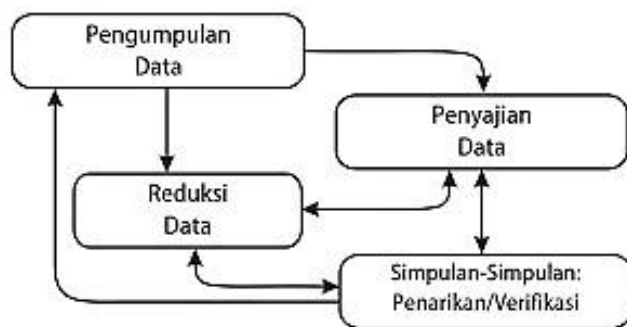 Pengumpulan
Data
Penyajian
Data
Reduksi
Data
Simpulan-Simpulan:
Penarikan/Verifikasi